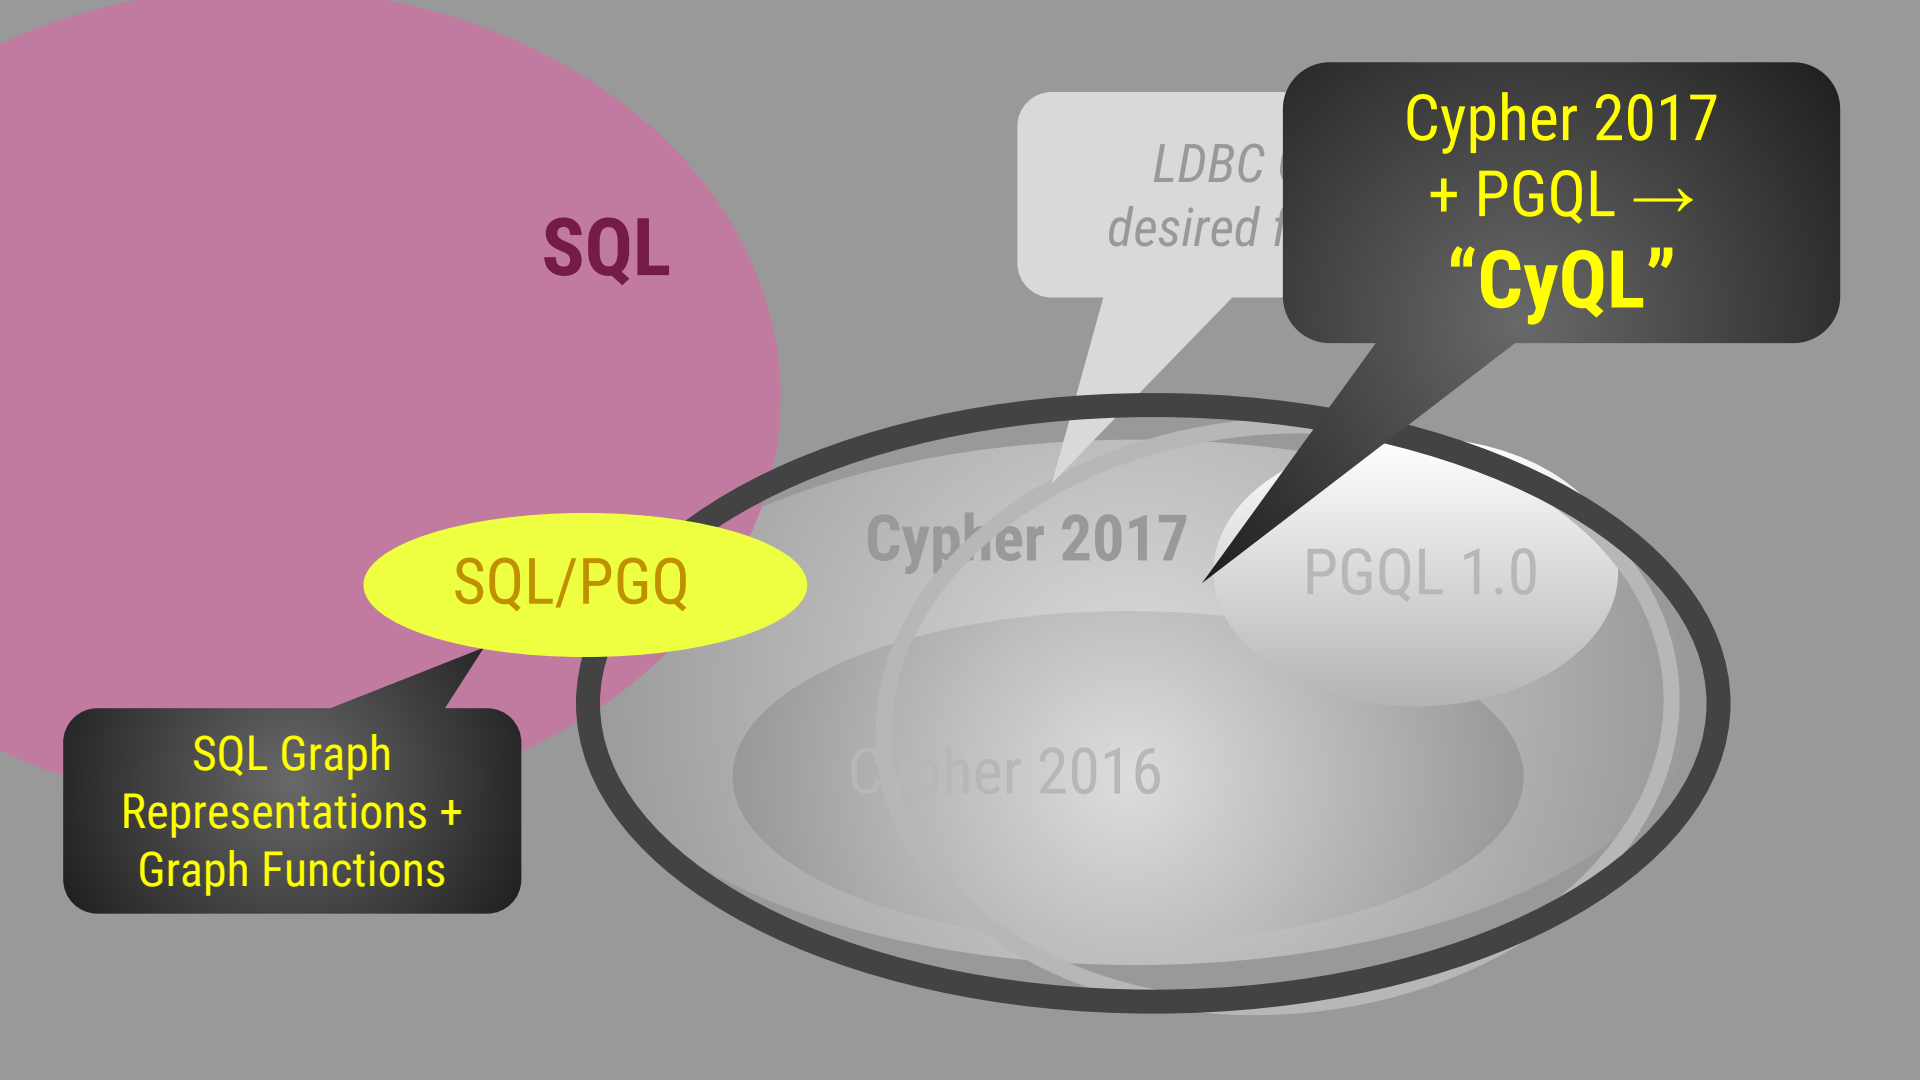 SQL
LDBC
desired
Cypher 2017
+ PGQL →
“CyQL”
Cypher 2017
PGQL 1.0
SQL/PGQ
Cypher 2016
SQL Graph
Representations +
Graph Functions